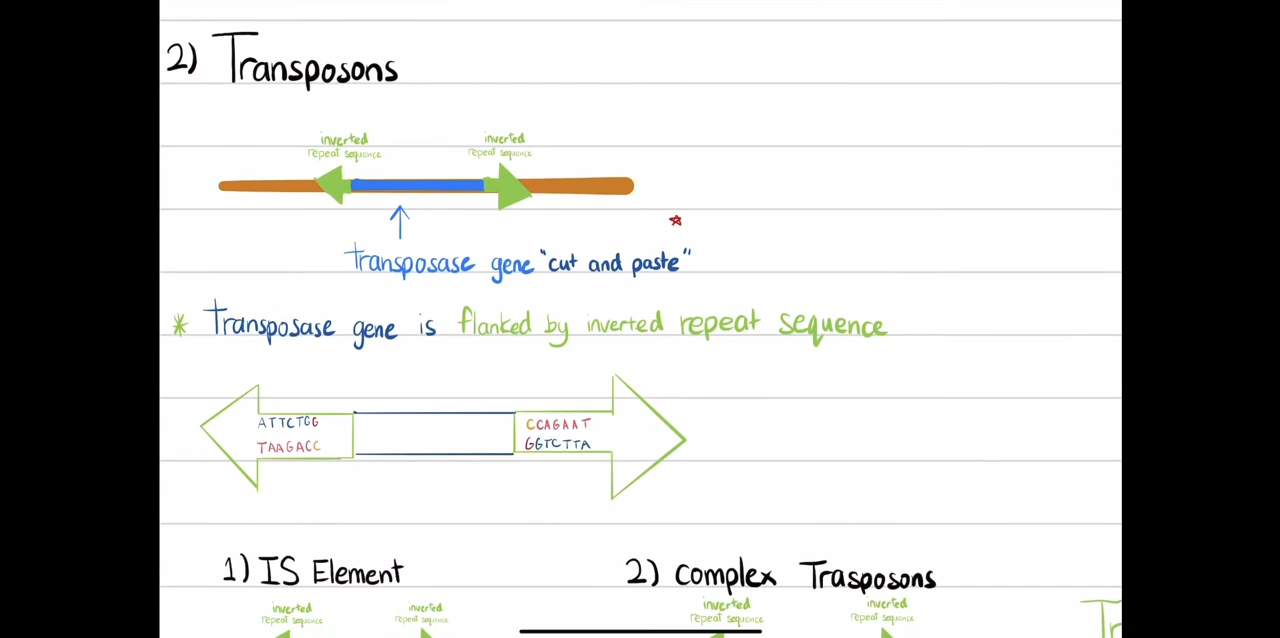 2) Transposons
inverted inverted
repeat sequence repeat sequence
Transposase gene "cut and paste"
* Transposase gene is flanked by inverted repeat sequence
ATTCTGG CCAGAAT
TAAGACC GGTCTTA
1) IS Element 2) Complex Trasposons
inverted inverted inverted inverted
repeat sequence repeat sequence repeat sequence repeat sequence